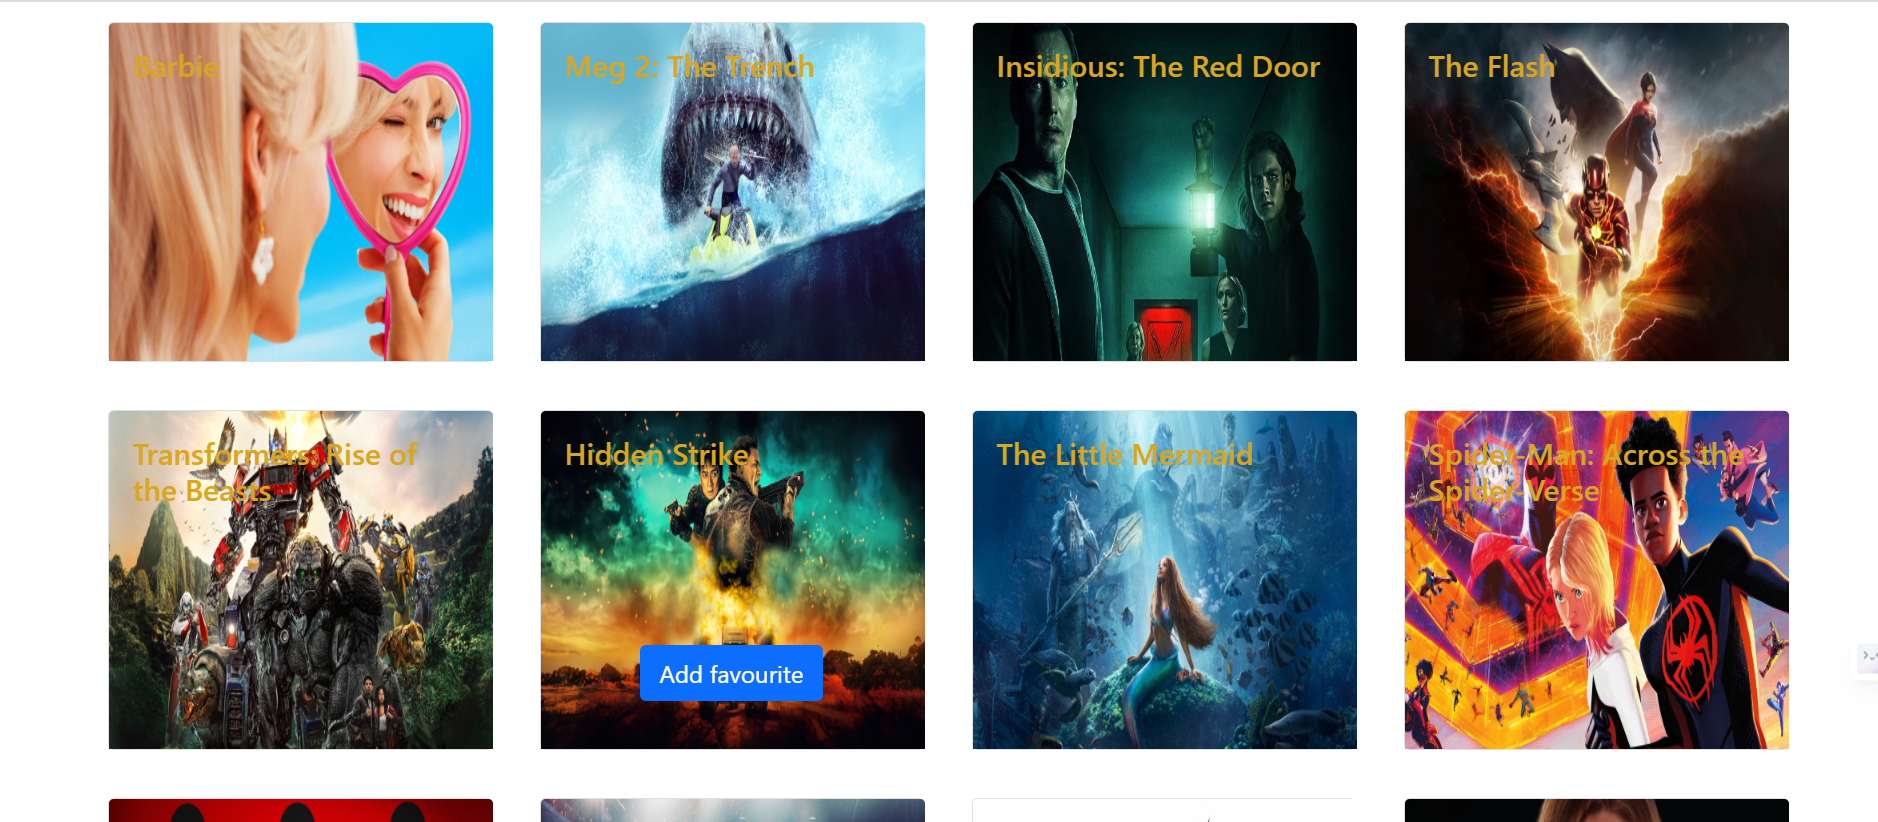 Barbie
Meg 2: The Trench
Insidious: The Red Door
The Flash
Transformers: Rise of
the Beasts
Hidden Strike
Add favourite
The Little Mermaid
Spider-Man: Across the
Spider-Verse